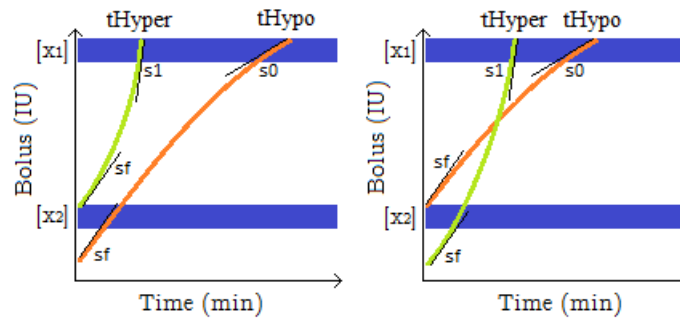 tHyper
tHypo
[x1]
s1
s0
sf
[x2]
sf
Bolus (IU)
Time (min)
tHyper tHypo
[x1]
s1
s0
sf
[x2]
sf
Bolus (IU)
Time (min)